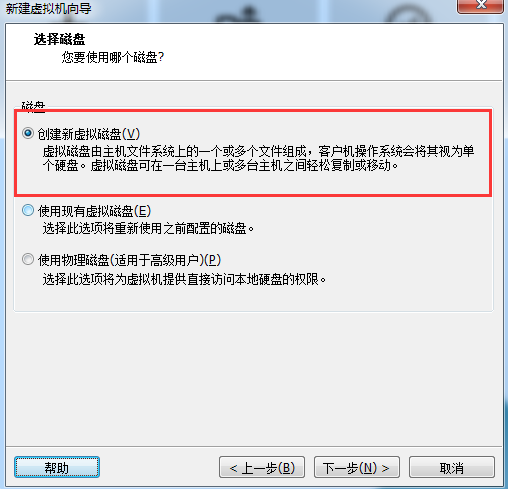 新建虚拟机向导
选择磁盘
您要使用哪个磁盘?
磁盘
创建新虚拟磁盘(V)
虚拟磁盘由主机文件系统上的一个或多个文件组成，客户机操作系统会将其视为单
个硬盘。虚拟磁盘可在一台主机上或多台主机之间轻松复制或移动。
使用现有虚拟磁盘(E)
选择此选项将重新使用之前配置的磁盘。
使用物理磁盘(适用于高级用户)(P)
选择此选项将为虚拟机提供直接访问本地硬盘的权限。
帮助
< 上一步(B)
下一步(N) >
取消